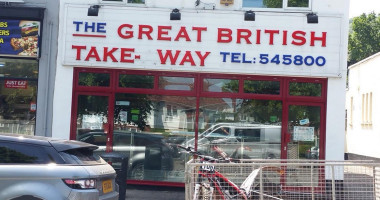 THE GREAT BRITISH
TAKE- WAY TEL: 545800